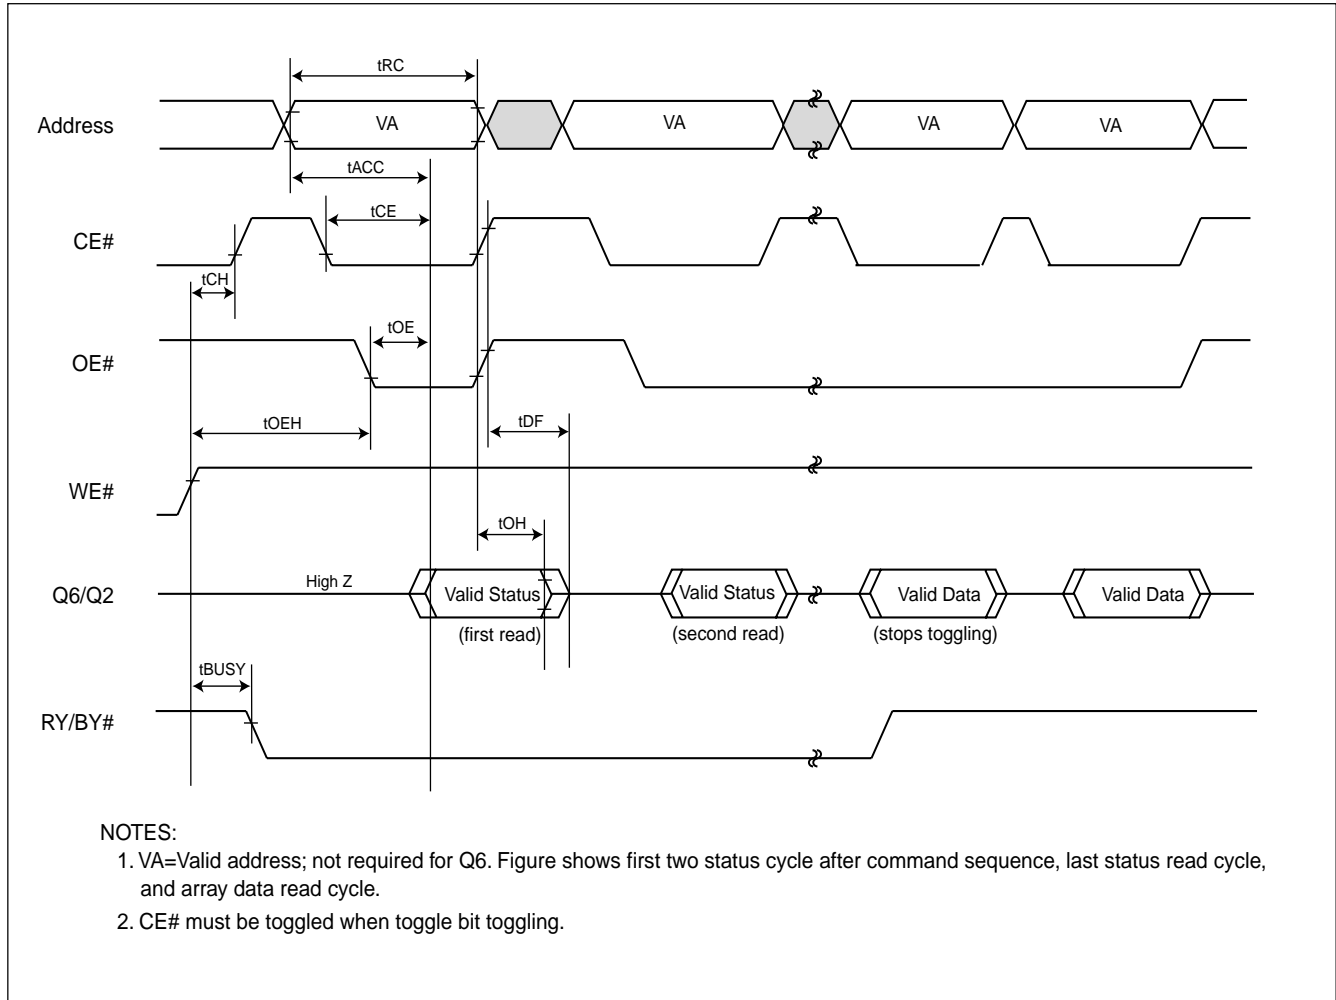 tRC
Address
VA
VA
VA
VA
tACC
tCE
CE#
tCH
tOE
OE#
tOEH
tDF
WE#
tOH
Q6/Q2
High Z
Valid Status
Valid Status
Valid Data
Valid Data
(first read)
(second read)
(stops toggling)
tBUSY
RY/BY#
NOTES:
1. VA=Valid address; not required for Q6. Figure shows first two status cycle after command sequence, last status read cycle,
and array data read cycle.
2. CE# must be toggled when toggle bit toggling.